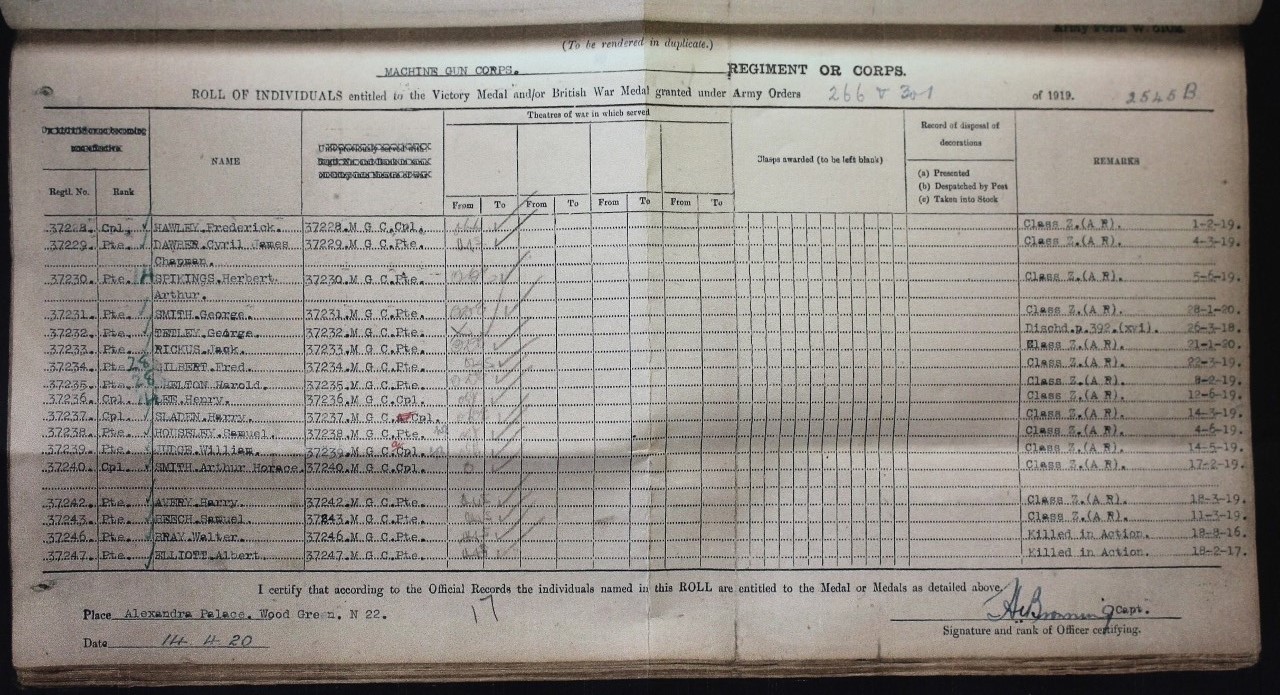 (To be rendered in duplicate.)
MACHINE GUN CORPS. REGIMENT OR CORPS.
ROLL OF INDIVIDUALS entitled to the Victory Medal and/or British War Medal granted under Army Orders 266 & 301 of 1919. 2545 B
Theatres of war in which served
Record of disposal of
decorations
NAME Clasps awarded (to be left blank) REMARKS
(a) Presented
(b) Despatched by Post
(c) Taken into Stock
Regtl. No. Rank From To From To From To From To
37228. Cpl. HAWLEY.Frederick. 37228.M G C.Cpl. Class Z.(A R). 1-2-19.
37229. Pte. DAWBER.Cyril James 37229.M G C.Pte. Class Z.(A R). 4-3-19.
Chapman.
37230. Pte. SPIKINGS.Herbert. 37230.M G C.Pte. Class Z.(A R). 5-6-19.
Arthur.
37231. Pte. SMITH.George. 37231.M G C.Pte. Class Z.(A R). 28-1-20.
37232. Pte. TETLEY.George. 37232.M G C.Pte. Dischd.p.392.(xvi). 26-3-18.
37233. Pte. RICKUS.Jack. 37233.M G C.Pte. Class Z.(A R). 21-1-20.
37234. Pte. GILBERT.Fred. 37234.M G C.Pte. Class Z.(A R). 22-3-19.
37235. Pte. SHELTON.Harold. 37235.M G C.Pte. Class Z.(A R). 8-2-19.
37236. Cpl. LEE.Henry. 37236.M G C.Cpl. Class Z.(A R). 12-6-19.
37237. Cpl. SLADEN.Harry. 37237.M G C. Cpl. Class Z.(A R). 14-3-19.
37238. Pte. HOUSELEY.Samuel. 37238.M G C.Pte. Class Z.(A R). 4-6-19.
37239. Pte. JUDGE.William. 37239.M G C.Cpl. Class Z.(A R). 14-5-19.
37240. Cpl. SMITH.Arthur Horace. 37240.M G C.Cpl. Class Z.(A R). 17-2-19.
37242. Pte. AVERY.Harry. 37242.M G C.Pte. Class Z.(A R). 18-3-19.
37243. Pte. BEECH.Samuel. 37243.M G C.Pte. Class Z.(A R). 11-3-19.
37246. Pte. BRAY.Walter. 37246.M G C.Pte. Killed in Action. 18-8-16.
37247. Pte. ELLIOTT.Albert. 37247.M G C.Pte. Killed in Action. 18-2-17.
I certify that according to the Official Records the individuals named in this ROLL are entitled to the Medal or Medals as detailed above.
Place Alexandra Palace. Wood Green. N 22. 17 Capt.
Signature and rank of Officer certifying.
Date 14. 4. 20